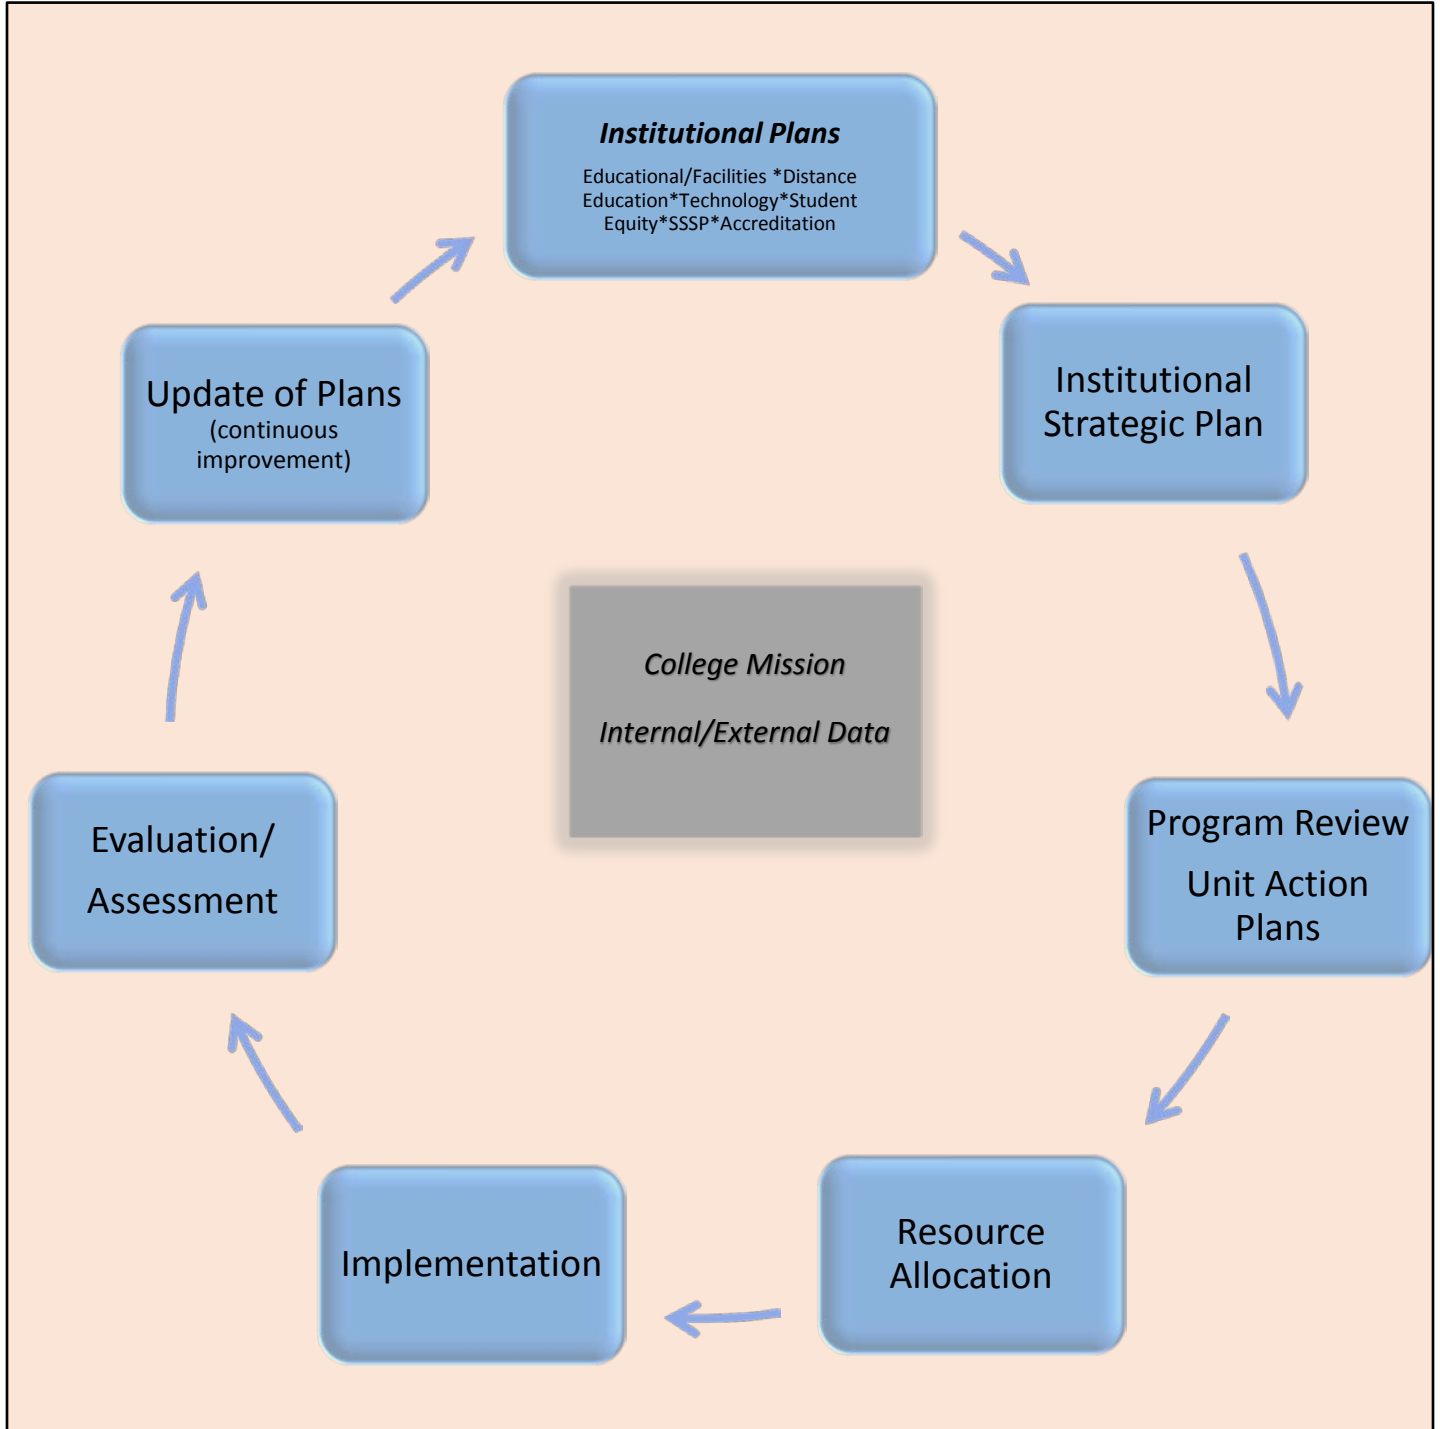 Institutional Plans
Educational/Facilities *Distance
Education*Technology*Student
Equity*SSSP*Accreditation
Institutional
Strategic Plan
Program Review
Unit Action
Plans
Resource
Allocation
Implementation
Evaluation/
Assessment
Update of Plans
(continuous
improvement)
College Mission
Internal/External Data